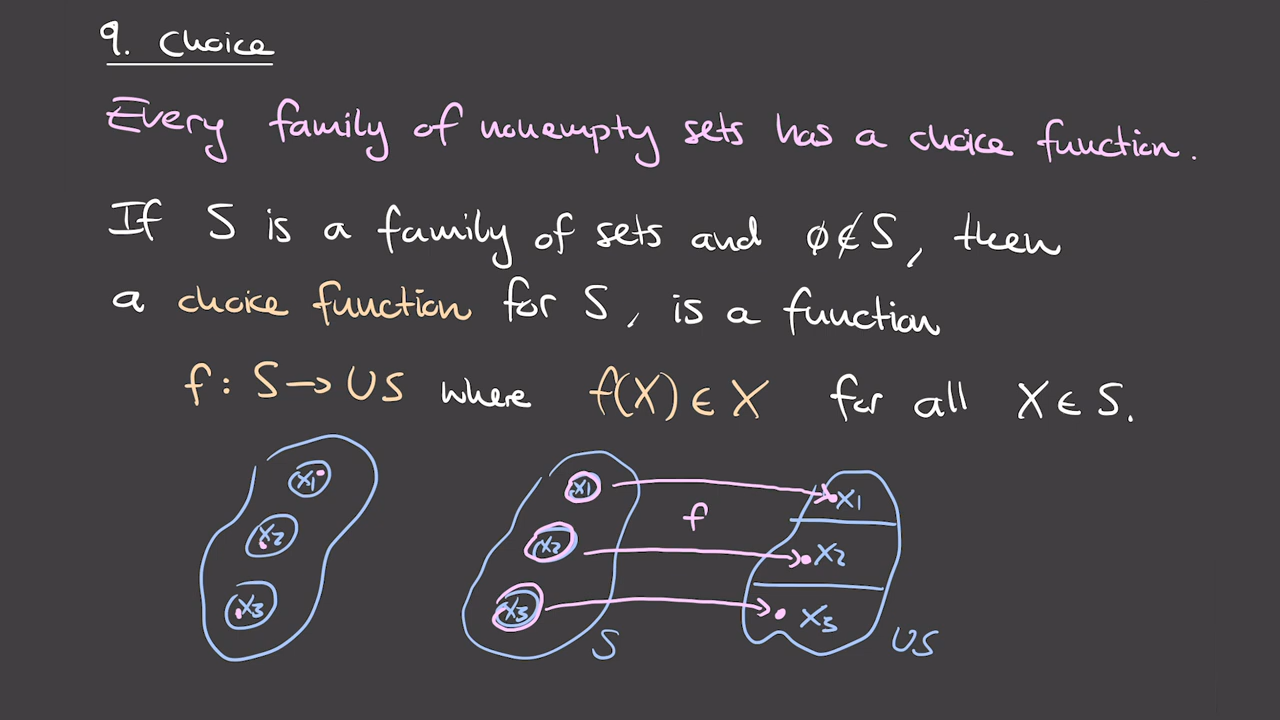 9. Choice
Every family of nonempty sets has a choice function.
If S is a family of sets and ∅∉S, then
a choice function for S, is a function
f: S→∪S where f(X)∈X for all X∈S.
X1
X2
X3
X1
X2
X3
S
f
X1
X2
X3
∪S